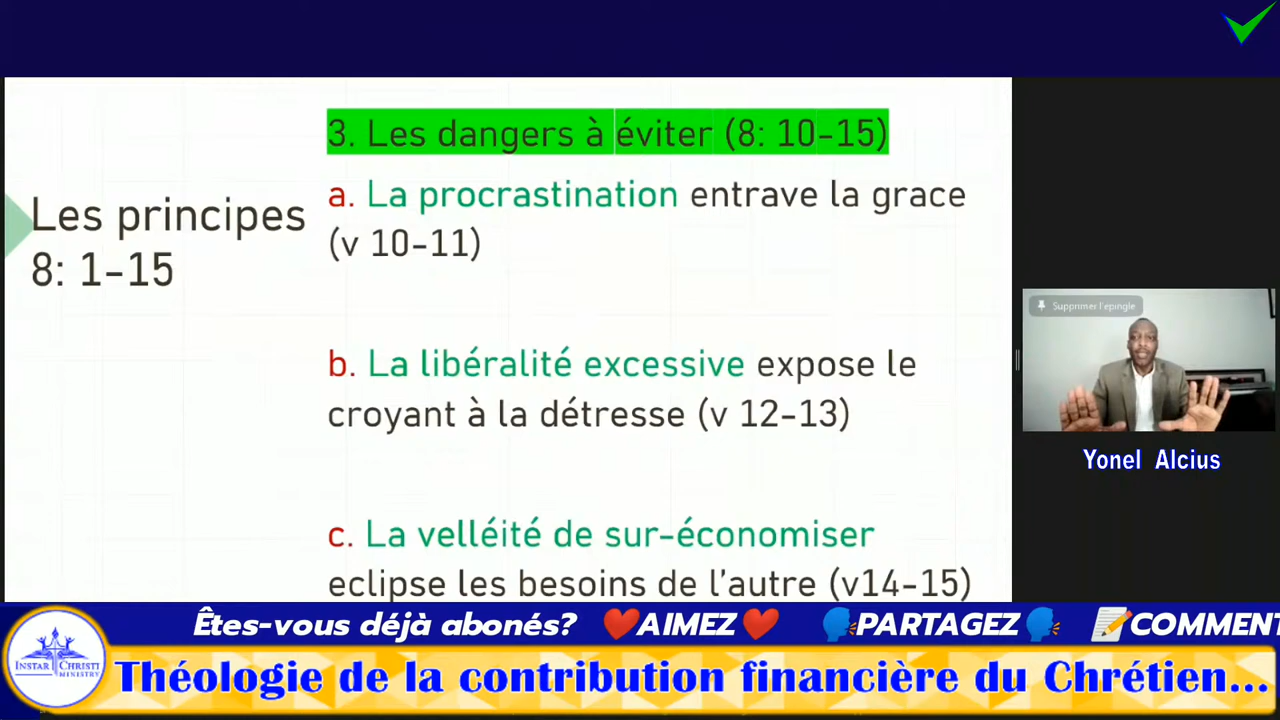 3. Les dangers à éviter (8: 10-15)
a. La procrastination entrave la grace
(v 10-11)
Les principes
8: 1-15
b. La libéralité excessive expose le
croyant à la détresse (v 12-13)
c. La velléité de sur-économiser
eclipse les besoins de l'autre (v14-15)
Supprimer l'epingle
Yonel Alcius
Êtes-vous déjà abonés? ❤️AIMEZ❤️ 🗣️PARTAGEZ🗣️ 📝COMMENT
INSTAR CHRISTI
MINISTRY
Théologie de la contribution financière du Chrétien...